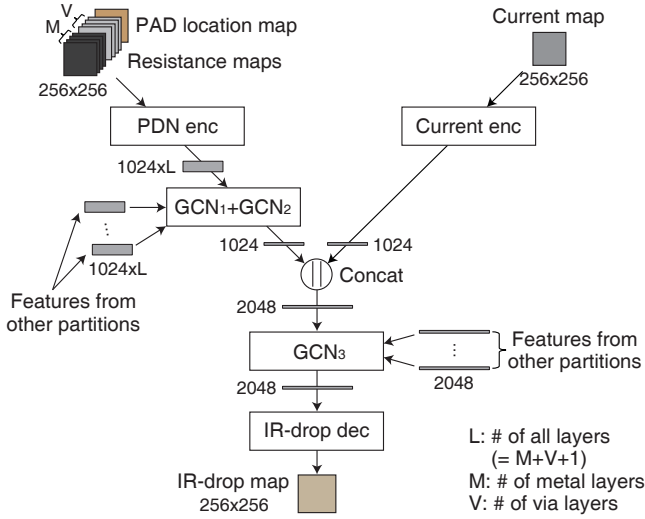 V
PAD location map
M
Resistance maps
256x256
Current map
256x256
PDN enc
Current enc
1024xL
GCN1+GCN2
1024xL
Features from
other partitions
1024
1024
Concat
2048
GCN3
Features from
other partitions
2048
2048
IR-drop dec
IR-drop map
256x256
L: # of all layers
(= M+V+1)
M: # of metal layers
V: # of via layers